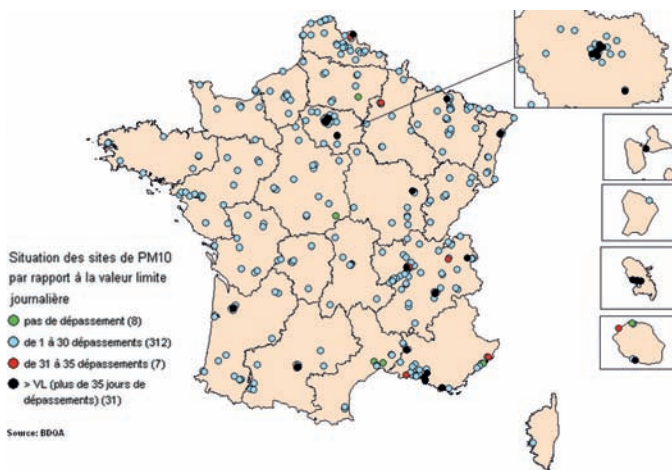 Situation des sites de PM10
par rapport à la valeur limite
journalière
pas de dépassement (8)
de 1 à 30 dépassements (312)
de 31 à 35 dépassements (7)
> VL (plus de 35 jours de
dépassements) (31)
Source: BDQA